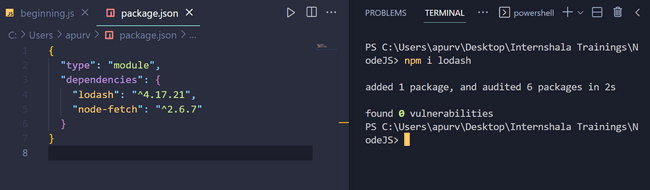 beginning.js
package.json
C: > Users > apurv > package.json > ...
1 {
2 "type": "module",
3 "dependencies": {
4 "lodash": "^4.17.21",
5 "node-fetch": "^2.6.7"
6 }
7 }
8
PROBLEMS TERMINAL ... powershell
PS C:\Users\apurv\Desktop\Internshala Trainings\N
odeJS> npm i lodash
added 1 package, and audited 6 packages in 2s
found 0 vulnerabilities
PS C:\Users\apurv\Desktop\Internshala Trainings\N
odeJS>